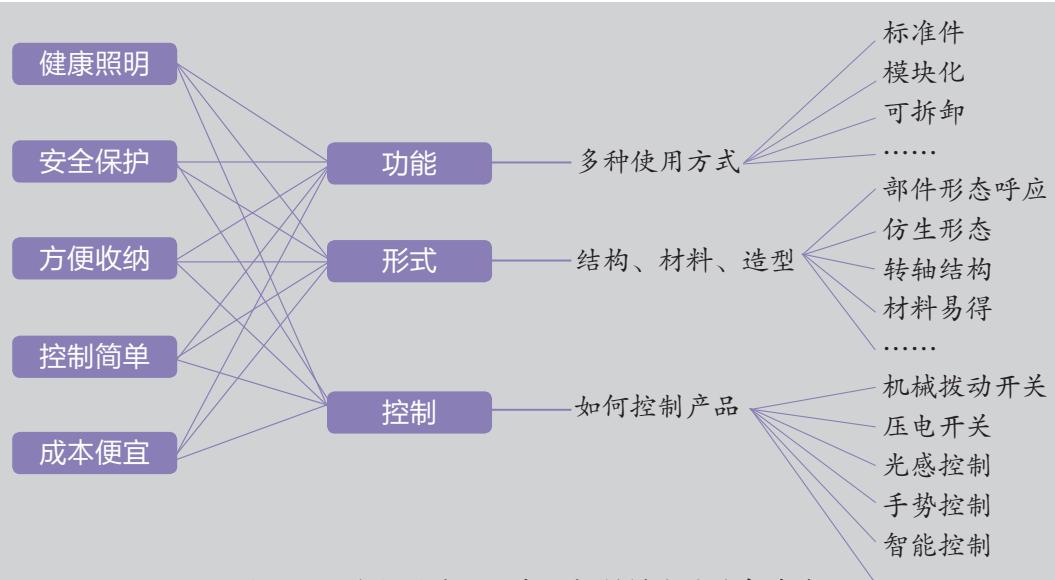 健康照明
安全保护
方便收纳
控制简单
成本便宜
功能
形式
控制
多种使用方式
结构、材料、造型
如何控制产品
标准件
模块化
可拆卸
……
部件形态呼应
仿生形态
转轴结构
材料易得
……
机械拨动开关
压电开关
光感控制
手势控制
智能控制